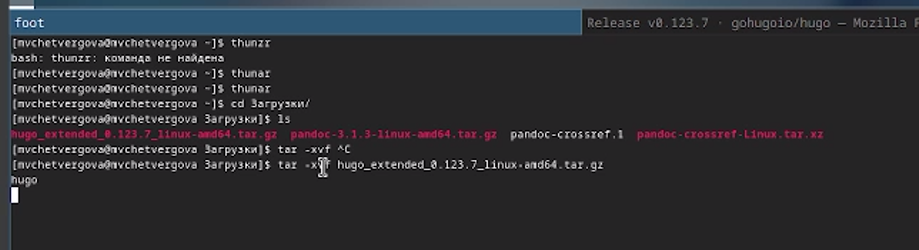 foot
Release v0.123.7 · gohugoio/hugo — Mozilla F
[mvchetvergova@mvchetvergova ~]$ thunzr
bash: thunzr: команда не найдена
[mvchetvergova@mvchetvergova ~]$ thunar
[mvchetvergova@mvchetvergova ~]$ thunar
[mvchetvergova@mvchetvergova ~]$ cd Загрузки/
[mvchetvergova@mvchetvergova Загрузки]$ ls
hugo_extended_0.123.7_linux-amd64.tar.gz pandoc-3.1.3-linux-amd64.tar.gz pandoc-crossref.1 pandoc-crossref-Linux.tar.xz
[mvchetvergova@mvchetvergova Загрузки]$ tar -xvf ^C
[mvchetvergova@mvchetvergova Загрузки]$ tar -xvf hugo_extended_0.123.7_linux-amd64.tar.gz
hugo